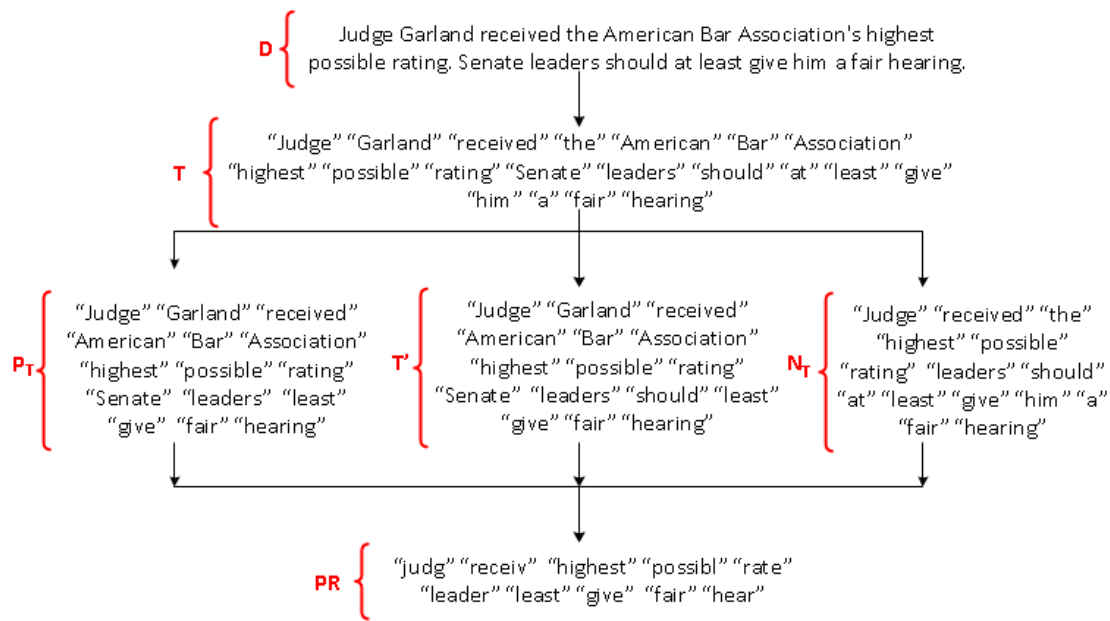 D
Judge Garland received the American Bar Association's highest
possible rating. Senate leaders should at least give him a fair hearing.
T
“Judge” “Garland” “received” “the” “American” “Bar” “Association”
“highest” “possible” “rating” “Senate” “leaders” “should” “at” “least” “give”
“him” “a” “fair” “hearing”
PT
“Judge” “Garland” “received”
“American” “Bar” “Association”
“highest” “possible” “rating”
“Senate” “leaders” “least”
“give” “fair” “hearing”
T’
“Judge” “Garland” “received”
“American” “Bar” “Association”
“highest” “possible” “rating”
“Senate” “leaders” “should” “least”
“give” “fair” “hearing”
NT
“Judge” “received” “the”
“highest” “possible”
“rating” “leaders” “should”
“at” “least” “give” “him” “a”
“fair” “hearing”
PR
“judg” “receiv” “highest” “possibl” “rate”
“leader” “least” “give” “fair” “hear”